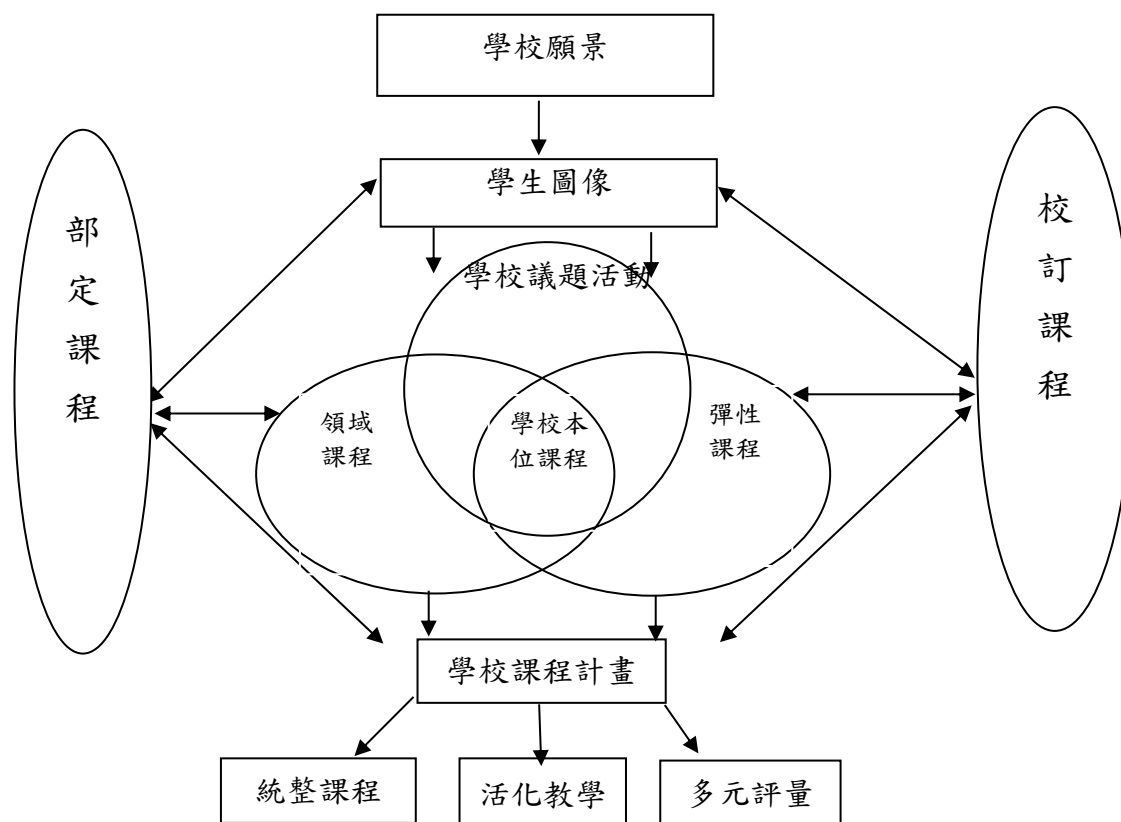 學校願景
學生圖像
部定課程
校訂課程
學校議題活動
領域
課程
學校本
位課程
彈性
課程
學校課程計畫
統整課程
活化教學
多元評量